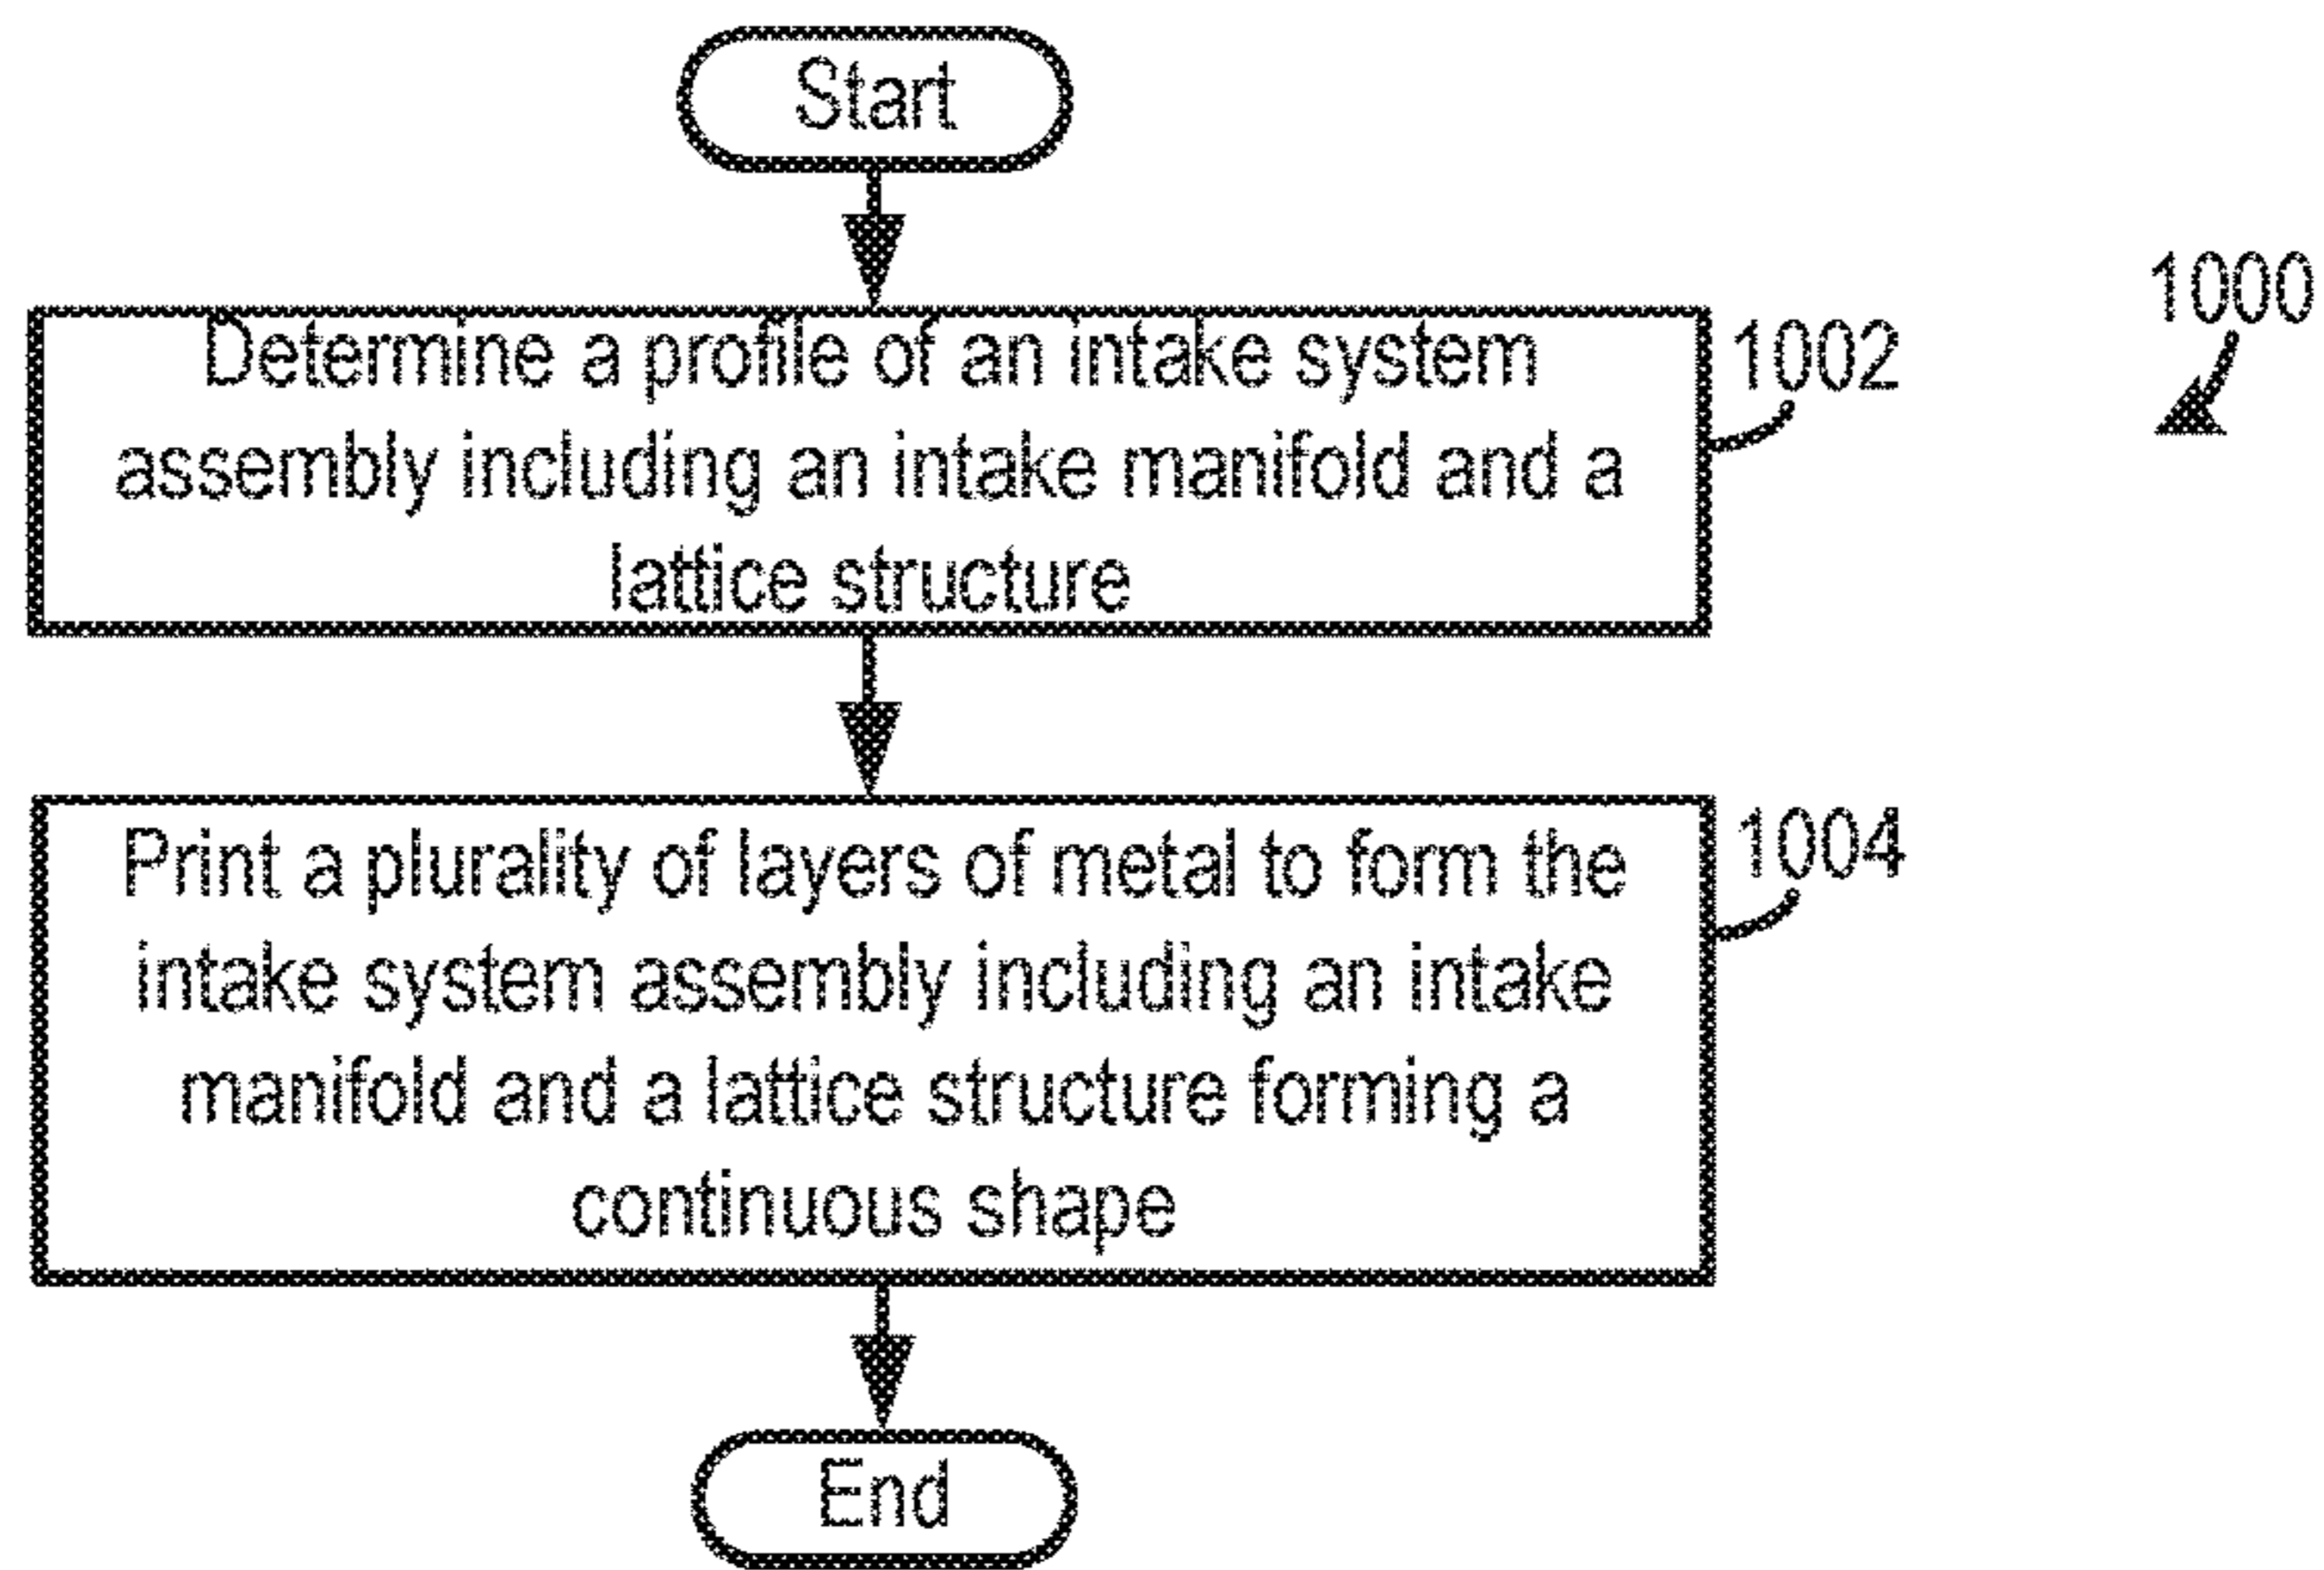 Start
1000
Determine a profile of an intake system
1002
assembly including an intake manifold and a
lattice structure
Print a plurality of layers of metal to form the
1004
intake system assembly including an intake
manifold and a lattice structure forming a
continuous shape
End